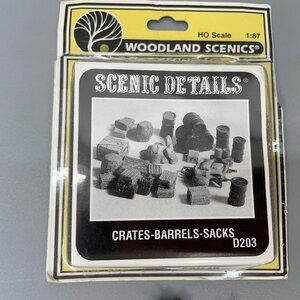 HO Scale 1:87
WOODLAND SCENICS®
SCENIC DETAILS®
CRATES-BARRELS-SACKS
D203